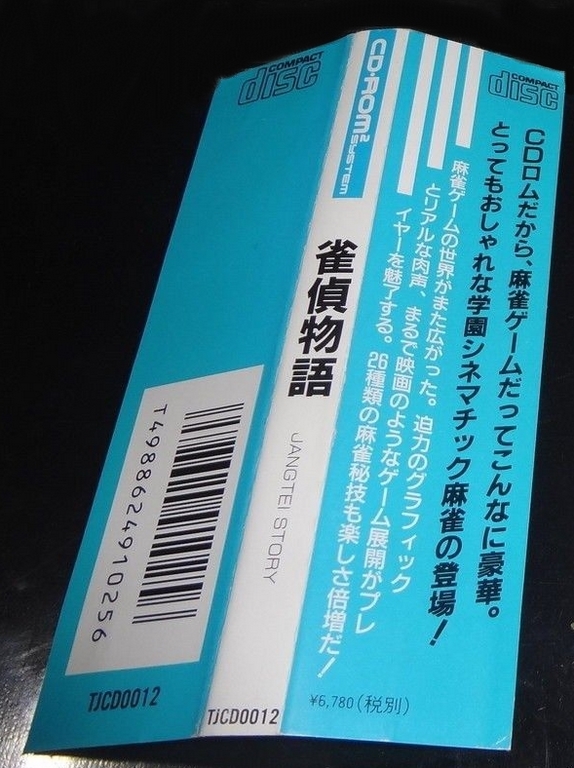 COMPACT
disc
CDロムだから、麻雀ゲームだってこんなに豪華。
とってもおしゃれな学園シネマチック麻雀の登場！
麻雀ゲームの世界がまた広がった。迫力のグラフィック
とリアルな肉声、まるで映画のようなゲーム展開がプレ
イヤーを魅了する。26種類の麻雀秘技も楽しさ倍増だ！
¥6,780(税別)
CD・ROM2
SYSTEM
雀偵物語
JANGTEI STORY
TJCD0012
COMPACT
disc
T4988624910256
TJCD0012